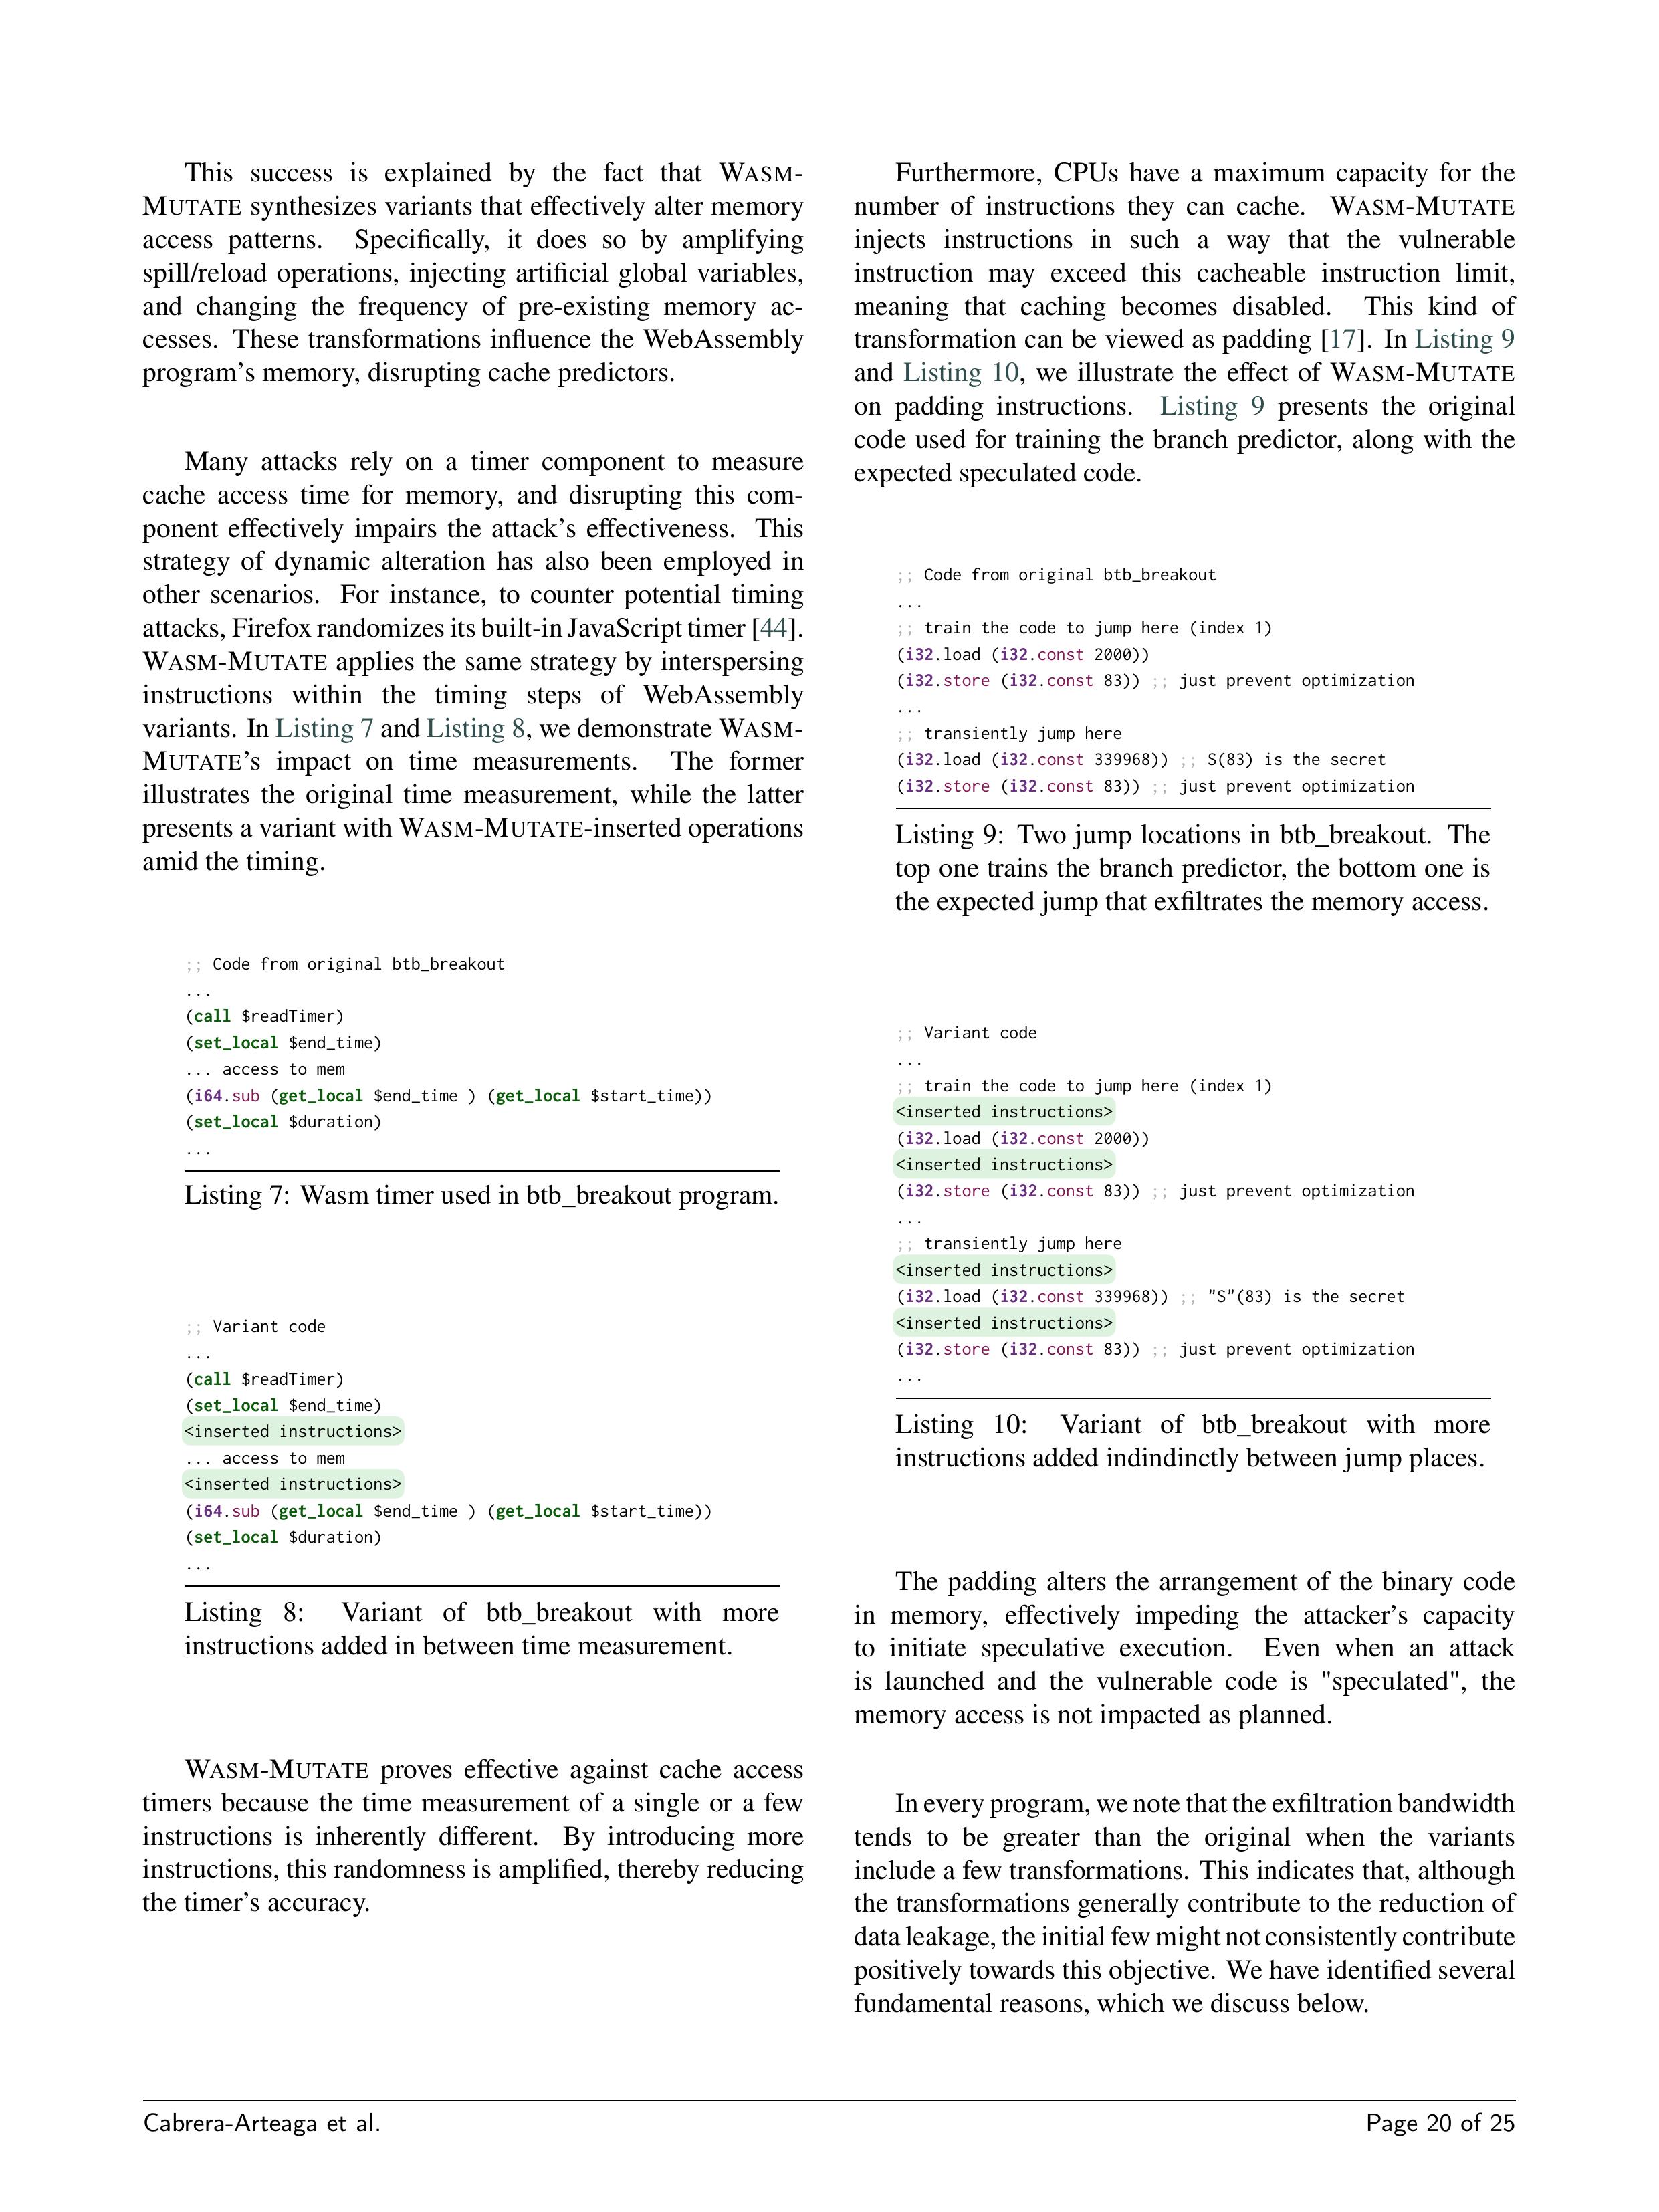 This success is explained by the fact that WASM-
MUTATE synthesizes variants that effectively alter memory
access patterns. Specifically, it does so by amplifying
spill/reload operations, injecting artificial global variables,
and changing the frequency of pre-existing memory ac-
cesses. These transformations influence the WebAssembly
program's memory, disrupting cache predictors.
Many attacks rely on a timer component to measure
cache access time for memory, and disrupting this com-
ponent effectively impairs the attack's effectiveness. This
strategy of dynamic alteration has also been employed in
other scenarios. For instance, to counter potential timing
attacks, Firefox randomizes its built-in JavaScript timer [44].
WASM-MUTATE applies the same strategy by interspersing
instructions within the timing steps of WebAssembly
variants. In Listing 7 and Listing 8, we demonstrate WASM-
MUTATE's impact on time measurements. The former
illustrates the original time measurement, while the latter
presents a variant with WASM-MUTATE-inserted operations
amid the timing.
;; Code from original btb_breakout
...
(call $readTimer)
(set_local $end_time)
... access to mem
(i64.sub (get_local $end_time ) (get_local $start_time))
(set_local $duration)
...
Listing 7: Wasm timer used in btb_breakout program.
;; Variant code
...
(call $readTimer)
(set_local $end_time)
<inserted instructions>
... access to mem
<inserted instructions>
(i64.sub (get_local $end_time ) (get_local $start_time))
(set_local $duration)
...
Listing 8: Variant of btb_breakout with more
instructions added in between time measurement.
WASM-MUTATE proves effective against cache access
timers because the time measurement of a single or a few
instructions is inherently different. By introducing more
instructions, this randomness is amplified, thereby reducing
the timer's accuracy.
Furthermore, CPUs have a maximum capacity for the
number of instructions they can cache. WASM-MUTATE
injects instructions in such a way that the vulnerable
instruction may exceed this cacheable instruction limit,
meaning that caching becomes disabled. This kind of
transformation can be viewed as padding [17]. In Listing 9
and Listing 10, we illustrate the effect of WASM-MUTATE
on padding instructions. Listing 9 presents the original
code used for training the branch predictor, along with the
expected speculated code.
;; Code from original btb_breakout
...
;; train the code to jump here (index 1)
(i32.load (i32.const 2000))
(i32.store (i32.const 83)) ;; just prevent optimization
...
;; transiently jump here
(i32.load (i32.const 339968)) ;; S(83) is the secret
(i32.store (i32.const 83)) ;; just prevent optimization
Listing 9: Two jump locations in btb_breakout. The
top one trains the branch predictor, the bottom one is
the expected jump that exfiltrates the memory access.
;; Variant code
...
;; train the code to jump here (index 1)
<inserted instructions>
(i32.load (i32.const 2000))
<inserted instructions>
(i32.store (i32.const 83)) ;; just prevent optimization
...
;; transiently jump here
<inserted instructions>
(i32.load (i32.const 339968)) ;; "S"(83) is the secret
<inserted instructions>
(i32.store (i32.const 83)) ;; just prevent optimization
...
Listing 10: Variant of btb_breakout with more
instructions added indindinctly between jump places.
The padding alters the arrangement of the binary code
in memory, effectively impeding the attacker's capacity
to initiate speculative execution. Even when an attack
is launched and the vulnerable code is "speculated", the
memory access is not impacted as planned.
In every program, we note that the exfiltration bandwidth
tends to be greater than the original when the variants
include a few transformations. This indicates that, although
the transformations generally contribute to the reduction of
data leakage, the initial few might not consistently contribute
positively towards this objective. We have identified several
fundamental reasons, which we discuss below.
Cabrera-Arteaga et al.
Page 20 of 25